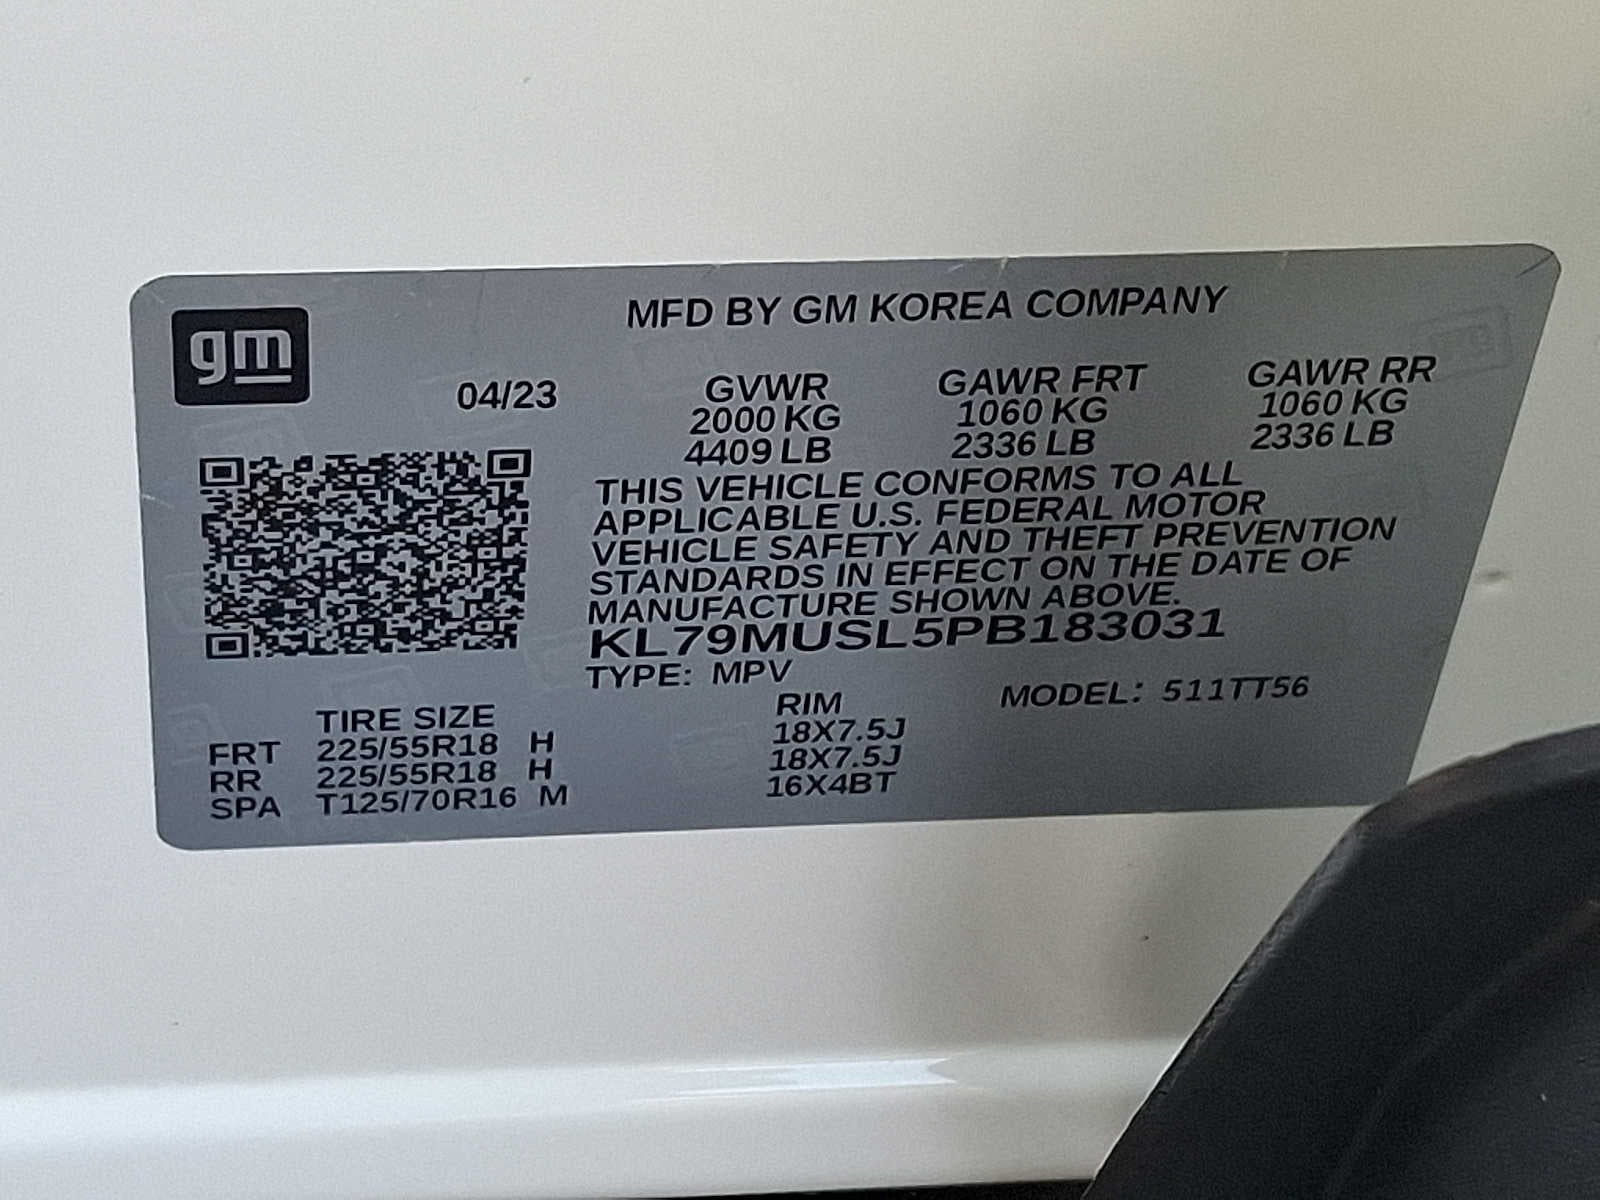 gm
MFD BY GM KOREA COMPANY
04/23
GVWR GAWR FRT GAWR RR
2000 KG 1060 KG 1060 KG
4409 LB 2336 LB 2336 LB
THIS VEHICLE CONFORMS TO ALL
APPLICABLE U.S. FEDERAL MOTOR
VEHICLE SAFETY AND THEFT PREVENTION
STANDARDS IN EFFECT ON THE DATE OF
MANUFACTURE SHOWN ABOVE.
KL79MUSL5PB183031
TYPE: MPV MODEL: 511TT56
TIRE SIZE RIM
FRT 225/55R18 H 18X7.5J
RR 225/55R18 H 18X7.5J
SPA T125/70R16 M 16X4BT